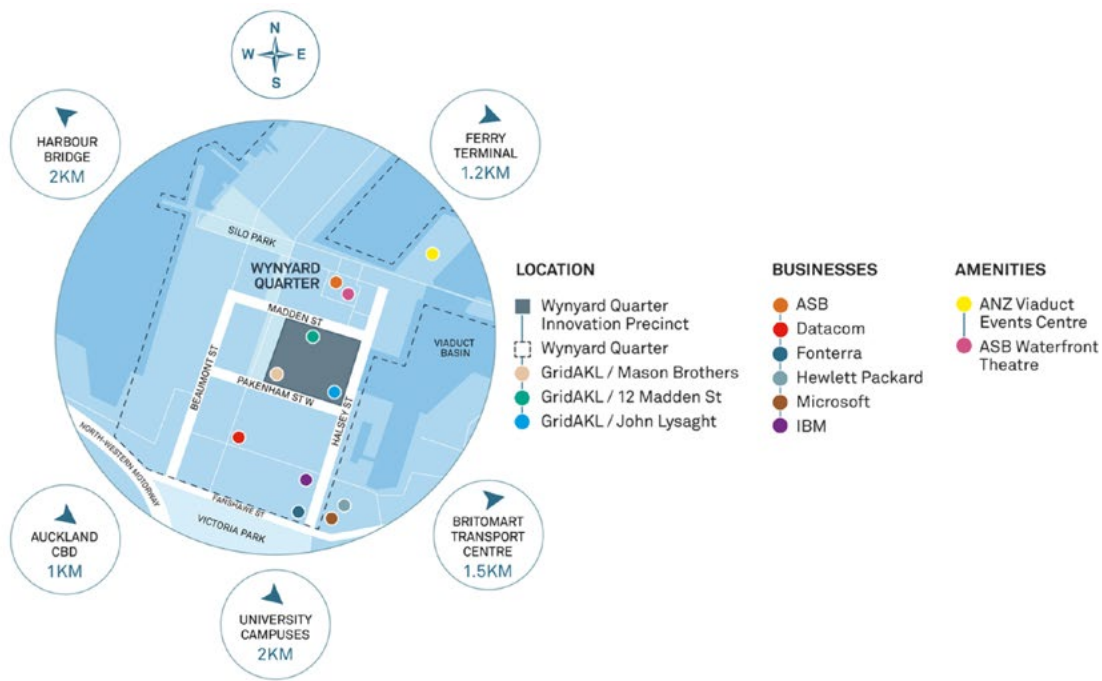 N
W
E
S
HARBOUR
BRIDGE
2KM
FERRY
TERMINAL
1.2KM
SILO PARK
WYNYARD
QUARTER
MADDEN ST
VIADUCT
BASIN
BEAUMONT ST
PAKENHAM ST W
HALSEY ST
NORTH-WESTERN MOTORWAY
FANSHAWE ST
VICTORIA PARK
AUCKLAND
CBD
1KM
UNIVERSITY
CAMPUSES
2KM
BRITOMART
TRANSPORT
CENTRE
1.5KM
LOCATION
Wynyard Quarter
Innovation Precinct
Wynyard Quarter
GridAKL / Mason Brothers
GridAKL / 12 Madden St
GridAKL / John Lysaght
BUSINESSES
ASB
Datacom
Fonterra
Hewlett Packard
Microsoft
IBM
AMENITIES
ANZ Viaduct
Events Centre
ASB Waterfront
Theatre